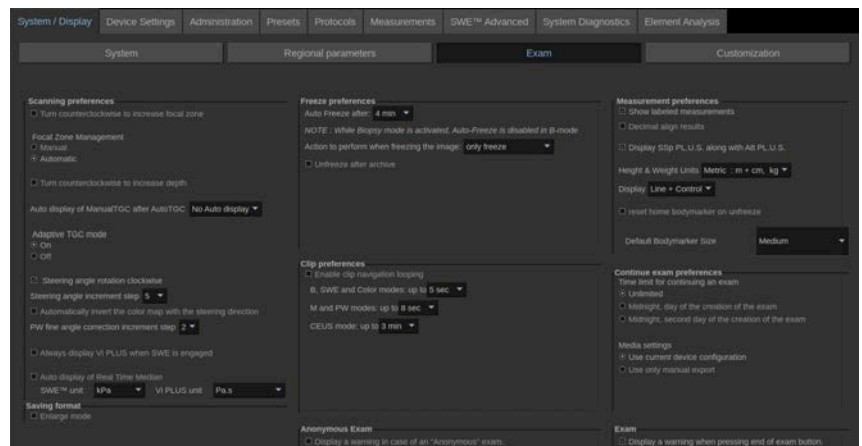 System / Display Device Settings Administration Presets Protocols Measurements SWE™ Advanced System Diagnostics Element Analysis
System Regional parameters Exam Customization
Scanning preferences
Turn counterclockwise to increase focal zone
Focal Zone Management
Manual
Automatic
Turn counterclockwise to increase depth
Auto display of ManualTGC after AutoTGC No Auto display
Adaptive TGC mode
On
Off
Steering angle rotation clockwise
Steering angle increment step 5
Automatically invert the color map with the steering direction
PW fine angle correction increment step 2
Always display Vi PLUS when SWE is engaged
Auto display of Real Time Median
SWE™ unit kPa Vi PLUS unit Pa.s
Saving format
Enlarge mode
Freeze preferences
Auto Freeze after: 4 min
NOTE : While Biopsy mode is activated, Auto-Freeze is disabled in B-mode
Action to perform when freezing the image: only freeze
Unfreeze after archive
Clip preferences
Enable clip navigation looping
B, SWE and Color modes: up to 5 sec
M and PW modes: up to 8 sec
CEUS mode: up to 3 min
Anonymous Exam
Display a warning in case of an "Anonymous" exam.
Measurement preferences
Show labeled measurements
Decimal align results
Display SSp PL.U.S. along with Att PL.U.S.
Height & Weight Units Metric : m + cm, kg
Display Line + Control
reset home bodymarker on unfreeze
Default Bodymarker Size Medium
Continue exam preferences
Time limit for continuing an exam
Unlimited
Midnight, day of the creation of the exam
Midnight, second day of the creation of the exam
Media settings
Use current device configuration
Use only manual export
Exam
Display a warning when pressing end of exam button.